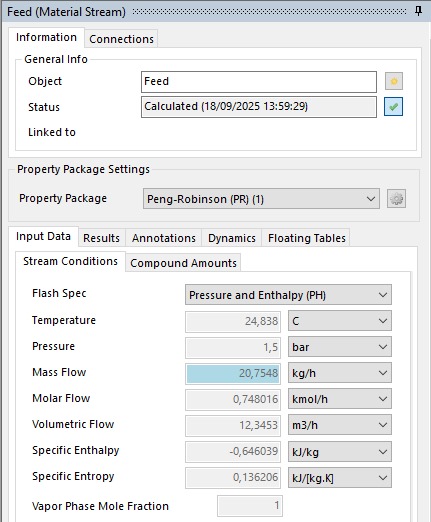 Feed (Material Stream)
Information Connections
General Info
Object Feed
Status Calculated (18/09/2025 13:59:29)
Linked to
Property Package Settings
Property Package Peng-Robinson (PR) (1)
Input Data Results Annotations Dynamics Floating Tables
Stream Conditions Compound Amounts
Flash Spec Pressure and Enthalpy (PH)
Temperature 24,838 C
Pressure 1,5 bar
Mass Flow 20,7548 kg/h
Molar Flow 0,748016 kmol/h
Volumetric Flow 12,3453 m3/h
Specific Enthalpy -0,646039 kJ/kg
Specific Entropy 0,136206 kJ/[kg.K]
Vapor Phase Mole Fraction 1